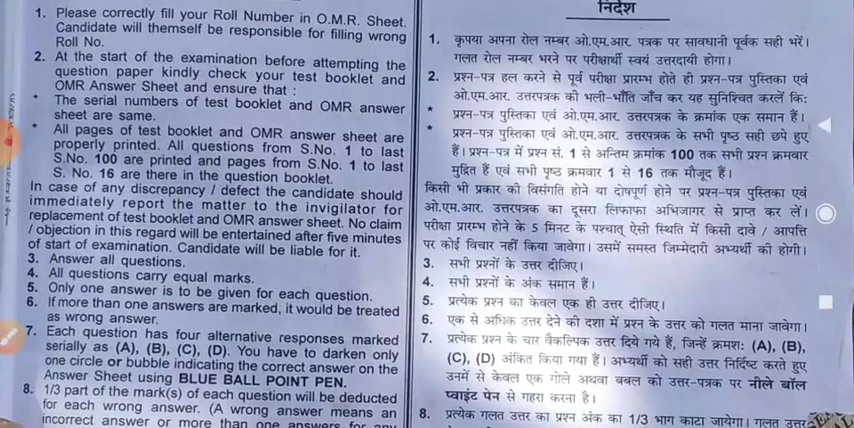 1. Please correctly fill your Roll Number in O.M.R. Sheet.
Candidate will themself be responsible for filling wrong
Roll No.
2. At the start of the examination before attempting the
question paper kindly check your test booklet and
OMR Answer Sheet and ensure that :
* The serial numbers of test booklet and OMR answer
sheet are same.
* All pages of test booklet and OMR answer sheet are
properly printed. All questions from S.No. 1 to last
S.No. 100 are printed and pages from S.No. 1 to last
S. No. 16 are there in the question booklet.
In case of any discrepancy / defect the candidate should
immediately report the matter to the invigilator for
replacement of test booklet and OMR answer sheet. No claim
/ objection in this regard will be entertained after five minutes
of start of examination. Candidate will be liable for it.
3. Answer all questions.
4. All questions carry equal marks.
5. Only one answer is to be given for each question.
6. If more than one answers are marked, it would be treated
as wrong answer.
7. Each question has four alternative responses marked
serially as (A), (B), (C), (D). You have to darken only
one circle or bubble indicating the correct answer on the
Answer Sheet using BLUE BALL POINT PEN.
8. 1/3 part of the mark(s) of each question will be deducted
for each wrong answer. (A wrong answer means an
incorrect answer or more than one answers for any
निर्देश
1. कृपया अपना रोल नम्बर ओ.एम.आर. पत्रक पर सावधानी पूर्वक सही भरें।
गलत रोल नम्बर भरने पर परीक्षार्थी स्वयं उत्तरदायी होगा।
2. प्रश्न-पत्र हल करने से पूर्व परीक्षा प्रारम्भ होते ही प्रश्न-पत्र पुस्तिका एवं
ओ.एम.आर. उत्तरपत्रक की भली-भाँति जाँच कर यह सुनिश्चित करलें कि:
* प्रश्न-पत्र पुस्तिका एवं ओ.एम.आर. उत्तरपत्रक के क्रमांक एक समान हैं।
* प्रश्न-पत्र पुस्तिका एवं ओ.एम.आर. उत्तरपत्रक के सभी पृष्ठ सही छपे हुए
हैं। प्रश्न-पत्र में प्रश्न सं. 1 से अन्तिम क्रमांक 100 तक सभी प्रश्न क्रमवार
मुद्रित हैं एवं सभी पृष्ठ क्रमवार 1 से 16 तक मौजूद हैं।
किसी भी प्रकार की विसंगति होने या दोषपूर्ण होने पर प्रश्न-पत्र पुस्तिका एवं
ओ.एम.आर. उत्तरपत्रक का दूसरा लिफाफा अभिजागर से प्राप्त कर लें।
परीक्षा प्रारम्भ होने के 5 मिनट के पश्चात् ऐसी स्थिति में किसी दावे / आपत्ति
पर कोई विचार नहीं किया जावेगा। उसमें समस्त जिम्मेदारी अभ्यर्थी की होगी।
3. सभी प्रश्नों के उत्तर दीजिए।
4. सभी प्रश्नों के अंक समान हैं।
5. प्रत्येक प्रश्न का केवल एक ही उत्तर दीजिए।
6. एक से अधिक उत्तर देने की दशा में प्रश्न के उत्तर को गलत माना जावेगा।
7. प्रत्येक प्रश्न के चार वैकल्पिक उत्तर दिये गये हैं, जिन्हें क्रमशः (A), (B),
(C), (D) अंकित किया गया हैं। अभ्यर्थी को सही उत्तर निर्दिष्ट करते हुए
उनमें से केवल एक गोले अथवा बबल को उत्तर-पत्रक पर नीले बॉल
प्वाइंट पेन से गहरा करना है।
8. प्रत्येक गलत उत्तर का प्रश्न अंक का 1/3 भाग काटा जायेगा। गलत उत्तर